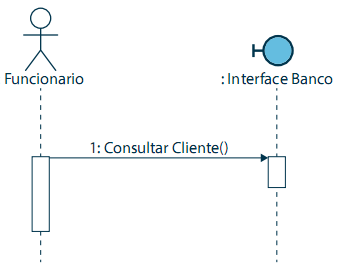 Funcionario
: Interface Banco
1: Consultar Cliente()